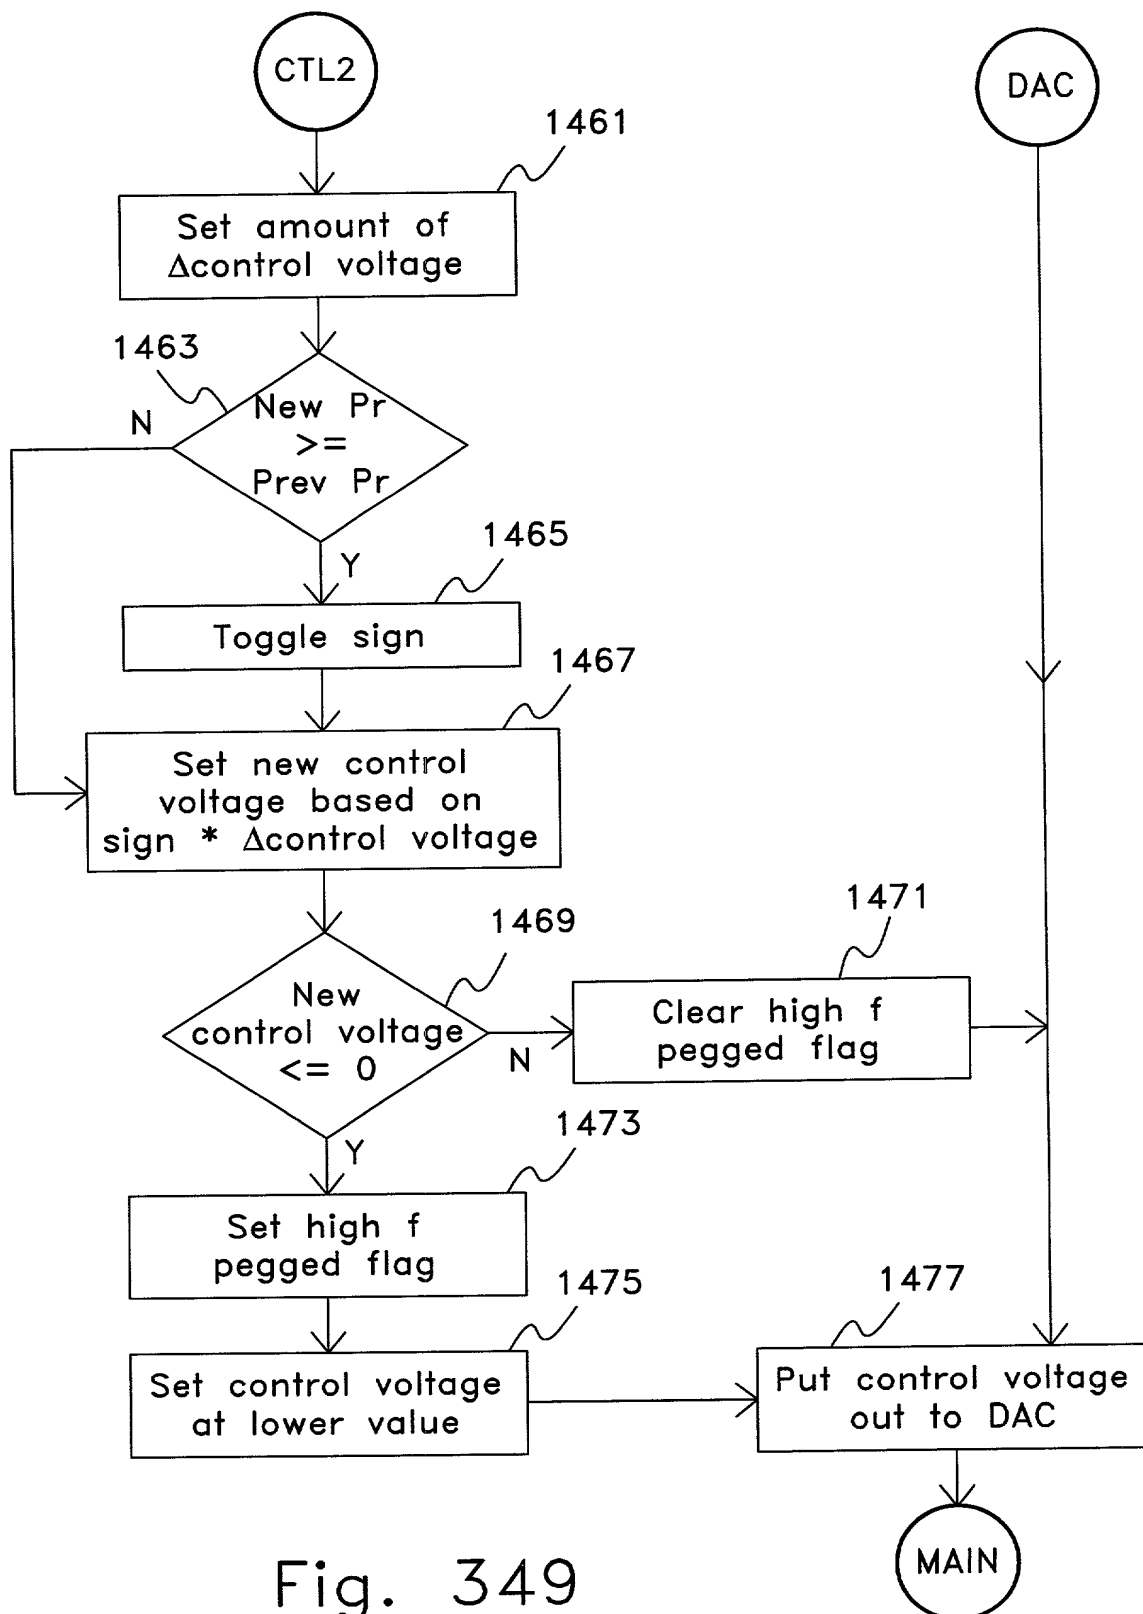 CTL2
DAC
1461
Set amount of
Δcontrol voltage
1463
N
New Pr
>=
Prev Pr
Y
1465
Toggle sign
1467
Set new control
voltage based on
sign * Δcontrol voltage
1469
New
control voltage
<= 0
N
1471
Clear high f
pegged flag
Y
1473
Set high f
pegged flag
1475
Set control voltage
at lower value
1477
Put control voltage
out to DAC
MAIN
Fig. 349